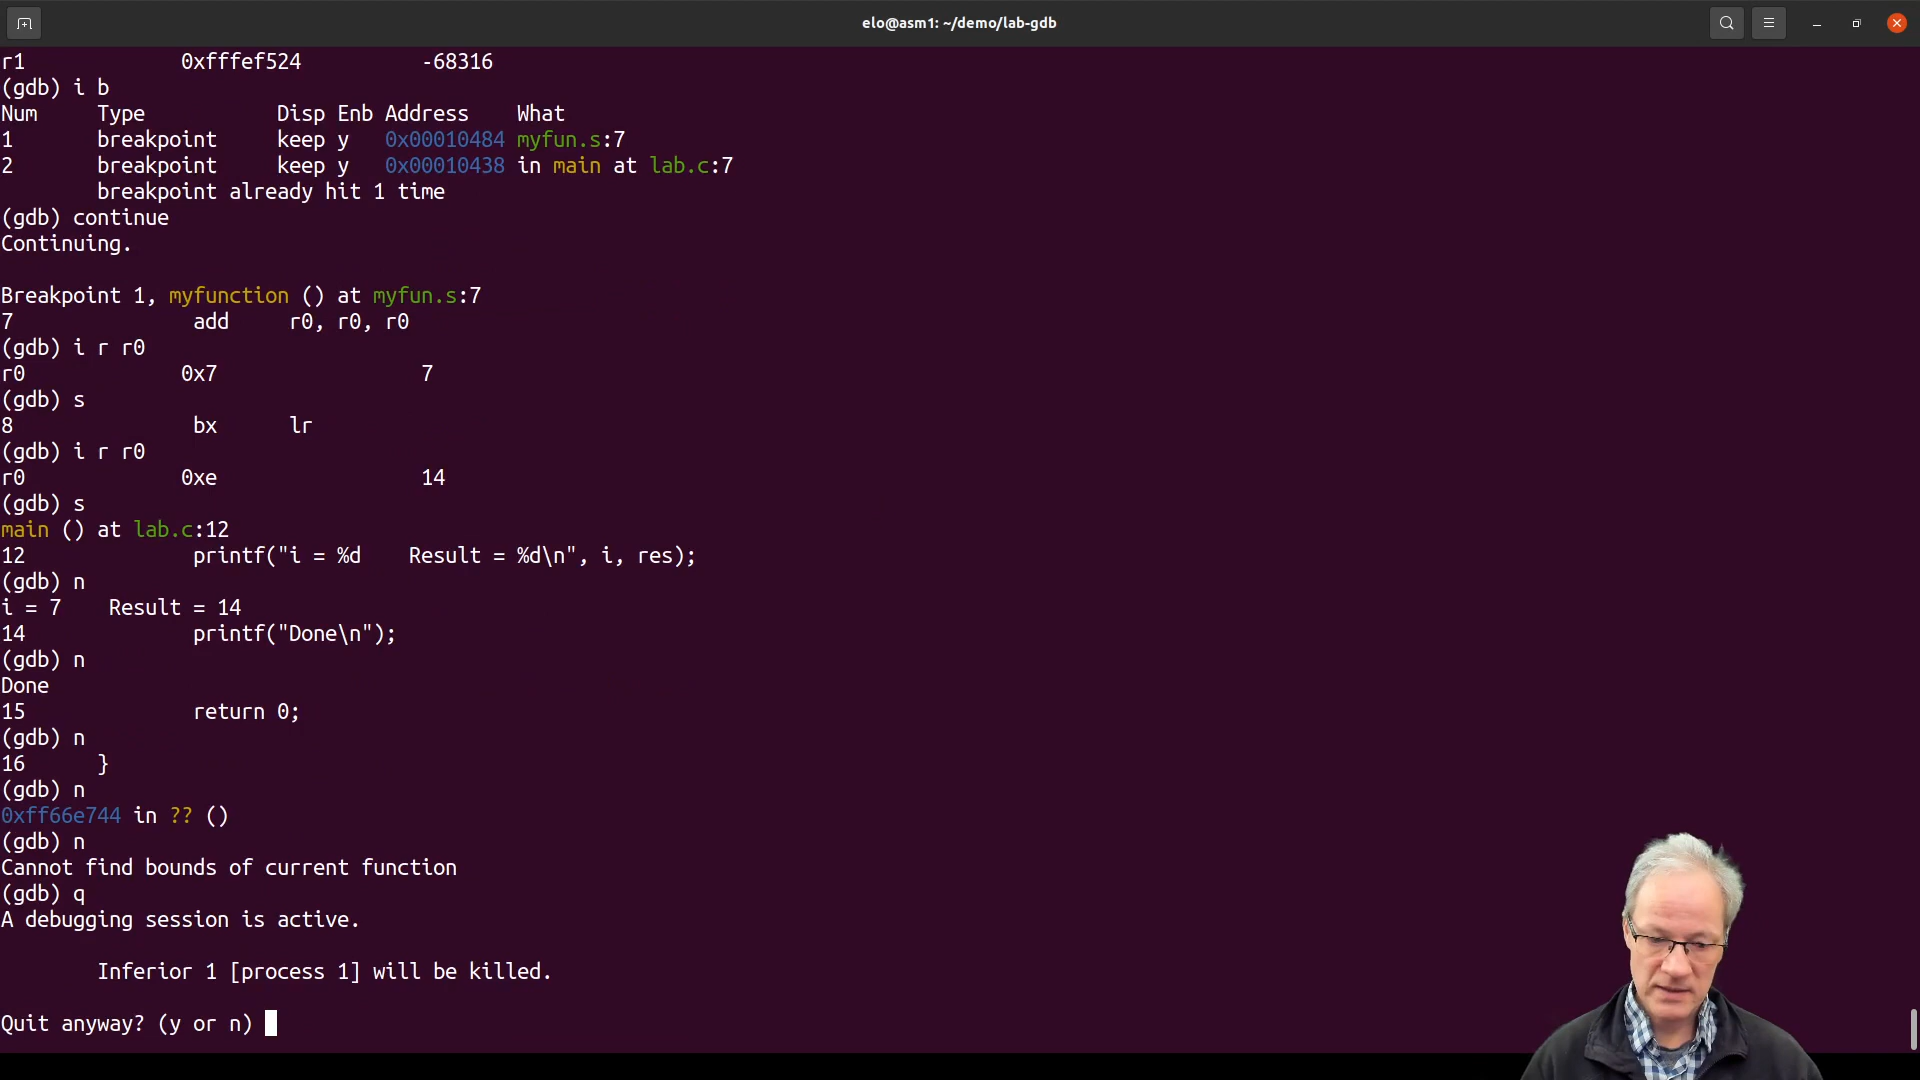 elo@asm1: ~/demo/lab-gdb
r1             0xfffef524          -68316
(gdb) i b
Num     Type           Disp Enb Address    What
1       breakpoint     keep y   0x00010484 myfun.s:7
2       breakpoint     keep y   0x00010438 in main at lab.c:7
        breakpoint already hit 1 time
(gdb) continue
Continuing.
Breakpoint 1, myfunction () at myfun.s:7
7               add     r0, r0, r0
(gdb) i r r0
r0             0x7                 7
(gdb) s
8               bx      lr
(gdb) i r r0
r0             0xe                 14
(gdb) s
main () at lab.c:12
12              printf("i = %d    Result = %d\n", i, res);
(gdb) n
i = 7    Result = 14
14              printf("Done\n");
(gdb) n
Done
15              return 0;
(gdb) n
16      }
(gdb) n
0xff66e744 in ?? ()
(gdb) n
Cannot find bounds of current function
(gdb) q
A debugging session is active.
        Inferior 1 [process 1] will be killed.
Quit anyway? (y or n)